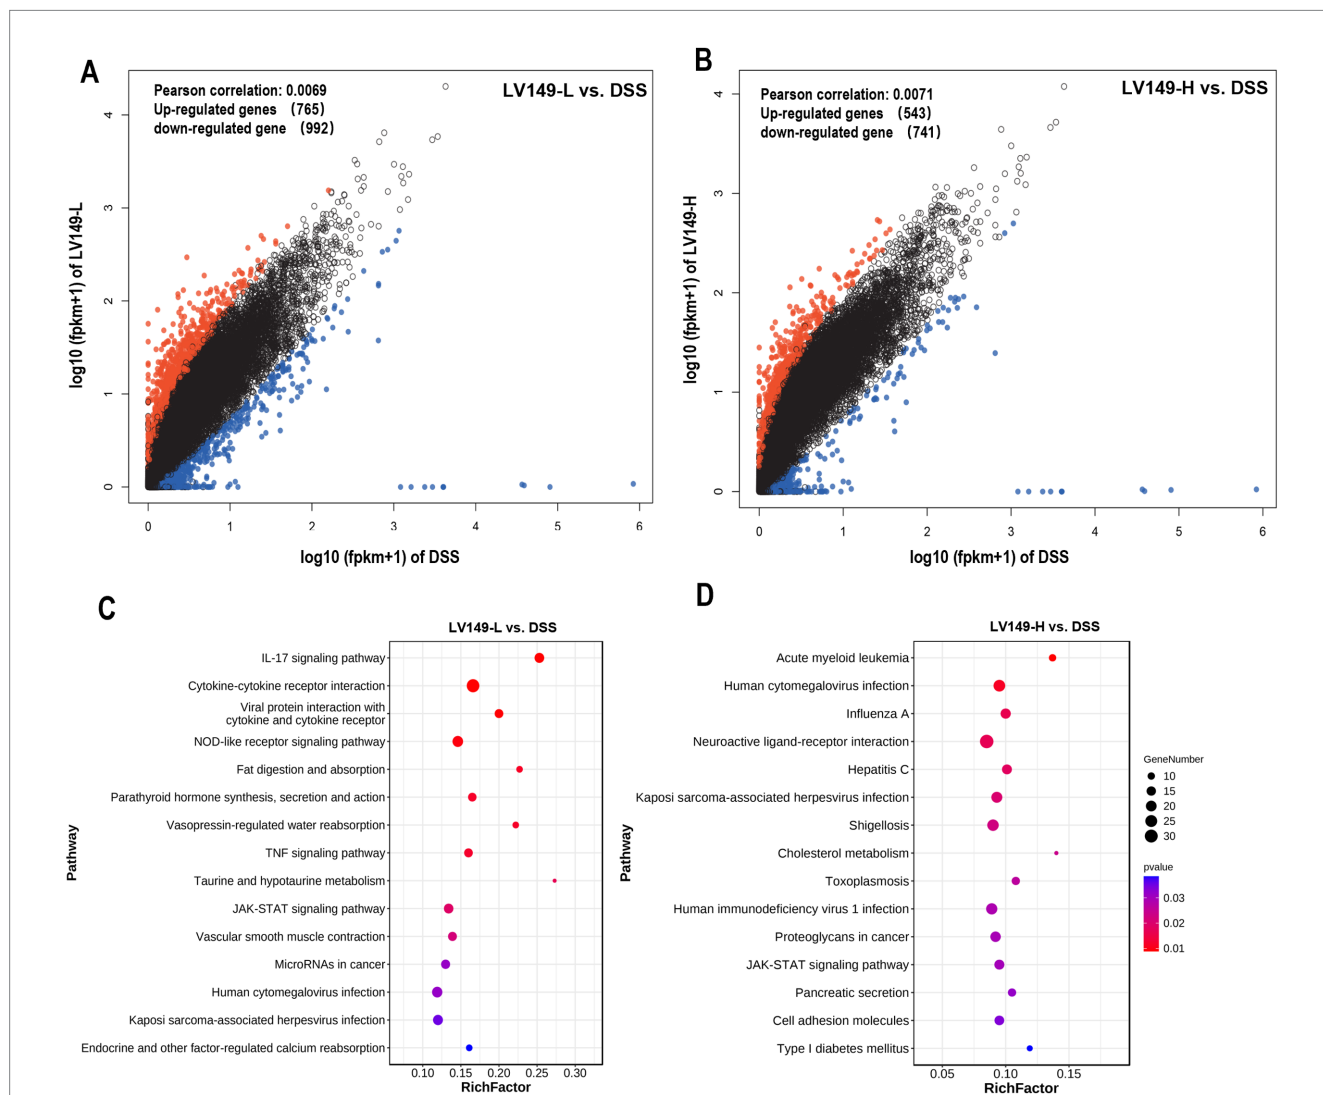 A
LV149-L vs. DSS
Pearson correlation: 0.0069
Up-regulated genes (765)
down-regulated gene (992)
log10 (fpkm+1) of LV149-L
4
3
2
1
0
0 1 2 3 4 5 6
log10 (fpkm+1) of DSS
B
LV149-H vs. DSS
Pearson correlation: 0.0071
Up-regulated genes (543)
down-regulated gene (741)
log10 (fpkm+1) of LV149-H
4
3
2
1
0
0 1 2 3 4 5 6
log10 (fpkm+1) of DSS
C
LV149-L vs. DSS
Pathway
IL-17 signaling pathway
Cytokine-cytokine receptor interaction
Viral protein interaction with
cytokine and cytokine receptor
NOD-like receptor signaling pathway
Fat digestion and absorption
Parathyroid hormone synthesis, secretion and action
Vasopressin-regulated water reabsorption
TNF signaling pathway
Taurine and hypotaurine metabolism
JAK-STAT signaling pathway
Vascular smooth muscle contraction
MicroRNAs in cancer
Human cytomegalovirus infection
Kaposi sarcoma-associated herpesvirus infection
Endocrine and other factor-regulated calcium reabsorption
0.10 0.15 0.20 0.25 0.30
RichFactor
D
LV149-H vs. DSS
Pathway
Acute myeloid leukemia
Human cytomegalovirus infection
Influenza A
Neuroactive ligand-receptor interaction
Hepatitis C
Kaposi sarcoma-associated herpesvirus infection
Shigellosis
Cholesterol metabolism
Toxoplasmosis
Human immunodeficiency virus 1 infection
Proteoglycans in cancer
JAK-STAT signaling pathway
Pancreatic secretion
Cell adhesion molecules
Type I diabetes mellitus
0.05 0.10 0.15
RichFactor
GeneNumber
10
15
20
25
30
pvalue
0.03
0.02
0.01